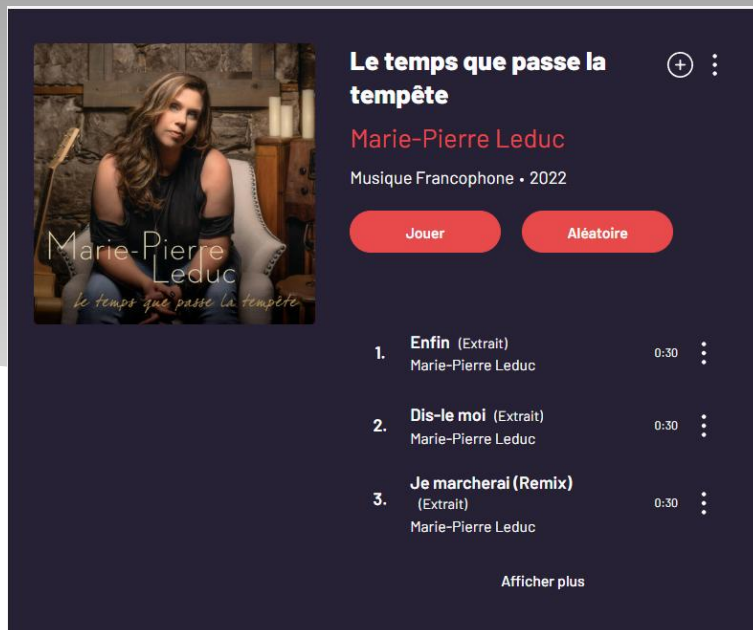 Le temps que passe la
tempête
Marie-Pierre Leduc
Musique Francophone • 2022
Jouer
Aléatoire
Marie-Pierre
Leduc
Le temps que passe la tempête
1.
Enfin (Extrait)
Marie-Pierre Leduc
0:30
2.
Dis-le moi (Extrait)
Marie-Pierre Leduc
0:30
3.
Je marcherai (Remix)
(Extrait)
Marie-Pierre Leduc
0:30
Afficher plus